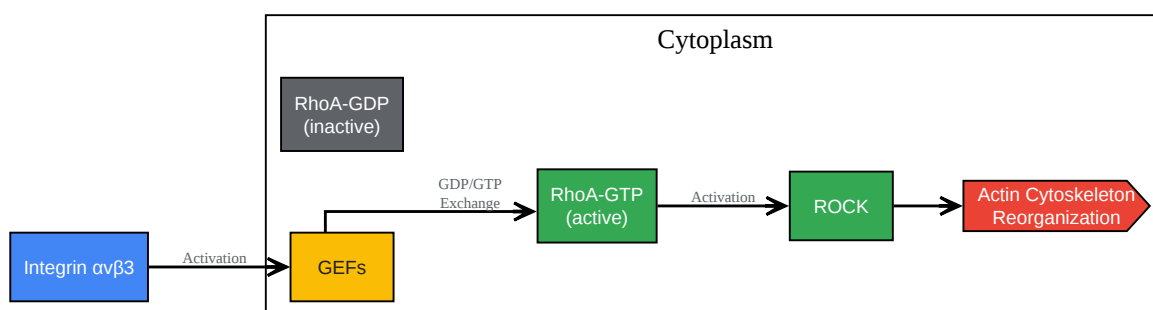 Cytoplasm
RhoA-GDP
(inactive)
GDP/GTP
Exchange
RhoA-GTP
(active)
Activation
ROCK
Actin Cytoskeleton
Reorganization
Integrin αvβ3
Activation
GEFs